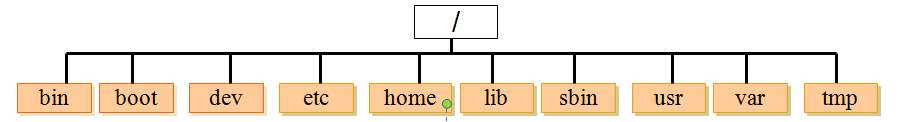 /
bin boot dev etc home lib sbin usr var tmp